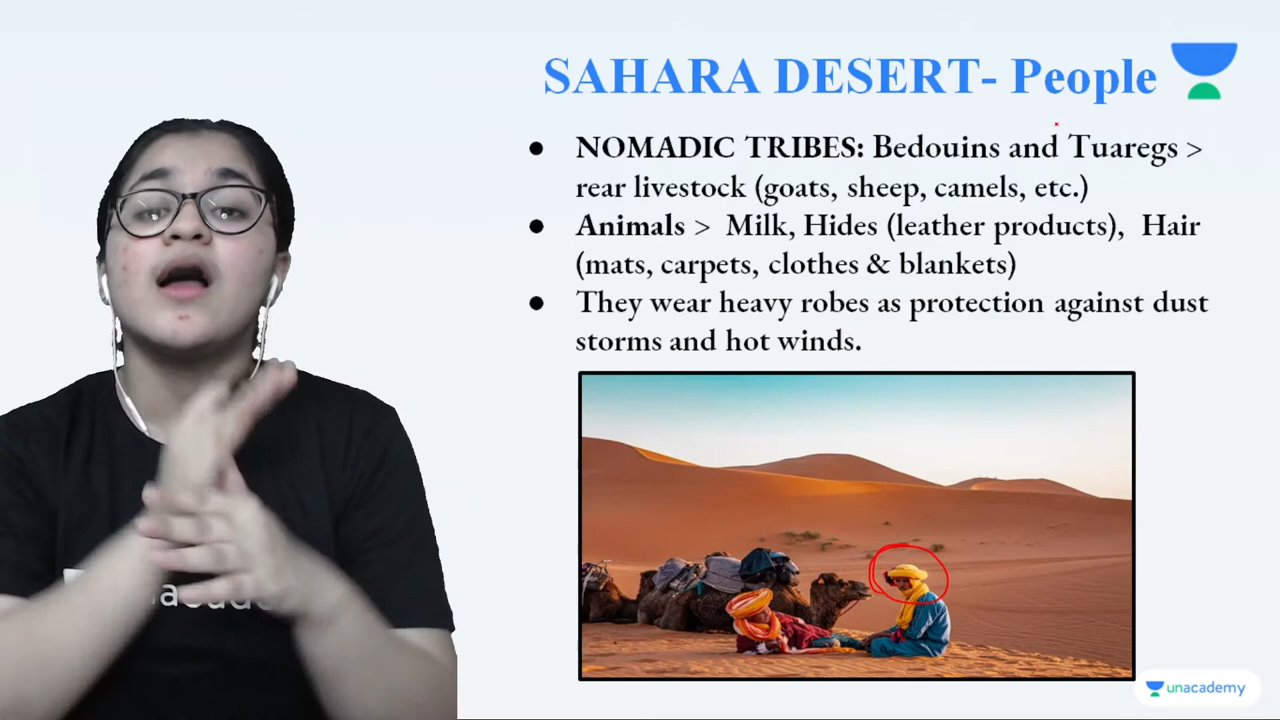 SAHARA DESERT- People
● NOMADIC TRIBES: Bedouins and Tuaregs >
rear livestock (goats, sheep, camels, etc.)
● Animals > Milk, Hides (leather products), Hair
(mats, carpets, clothes & blankets)
● They wear heavy robes as protection against dust
storms and hot winds.
unacademy